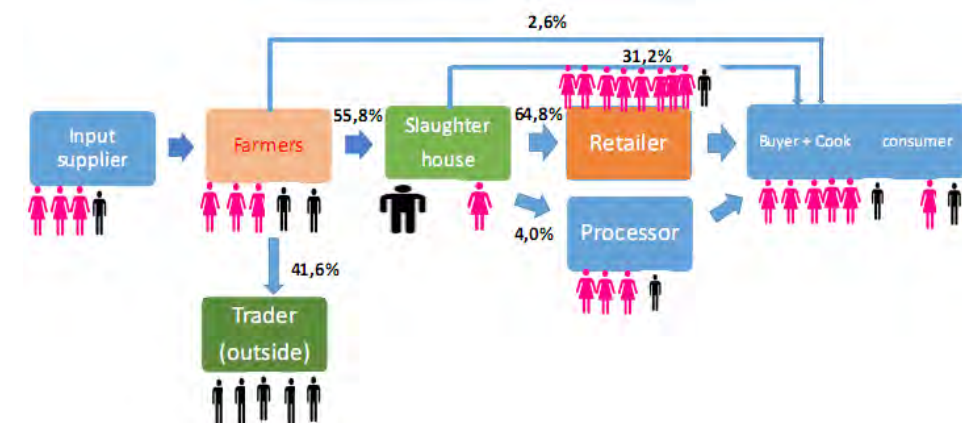 2,6%
31,2%
55,8%
64,8%
Input
supplier
Farmers
Slaughter
house
Retailer
Buyer + Cook
consumer
4,0%
Processor
41,6%
Trader
(outside)